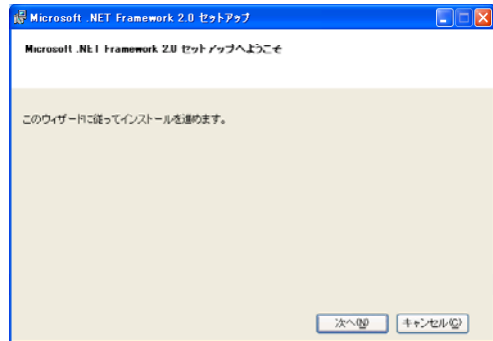 Microsoft .NET Framework 2.0 セットアップ
Microsoft .NET Framework 2.0 セットアップへようこそ
このウィザードに従ってインストールを進めます。
次へ(N)
キャンセル(C)